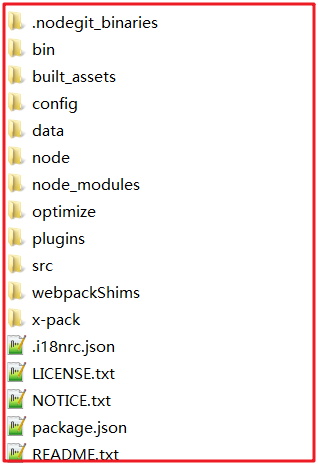 .nodegit_binaries
bin
built_assets
config
data
node
node_modules
optimize
plugins
src
webpackShims
x-pack
.i18nrc.json
LICENSE.txt
NOTICE.txt
package.json
README.txt